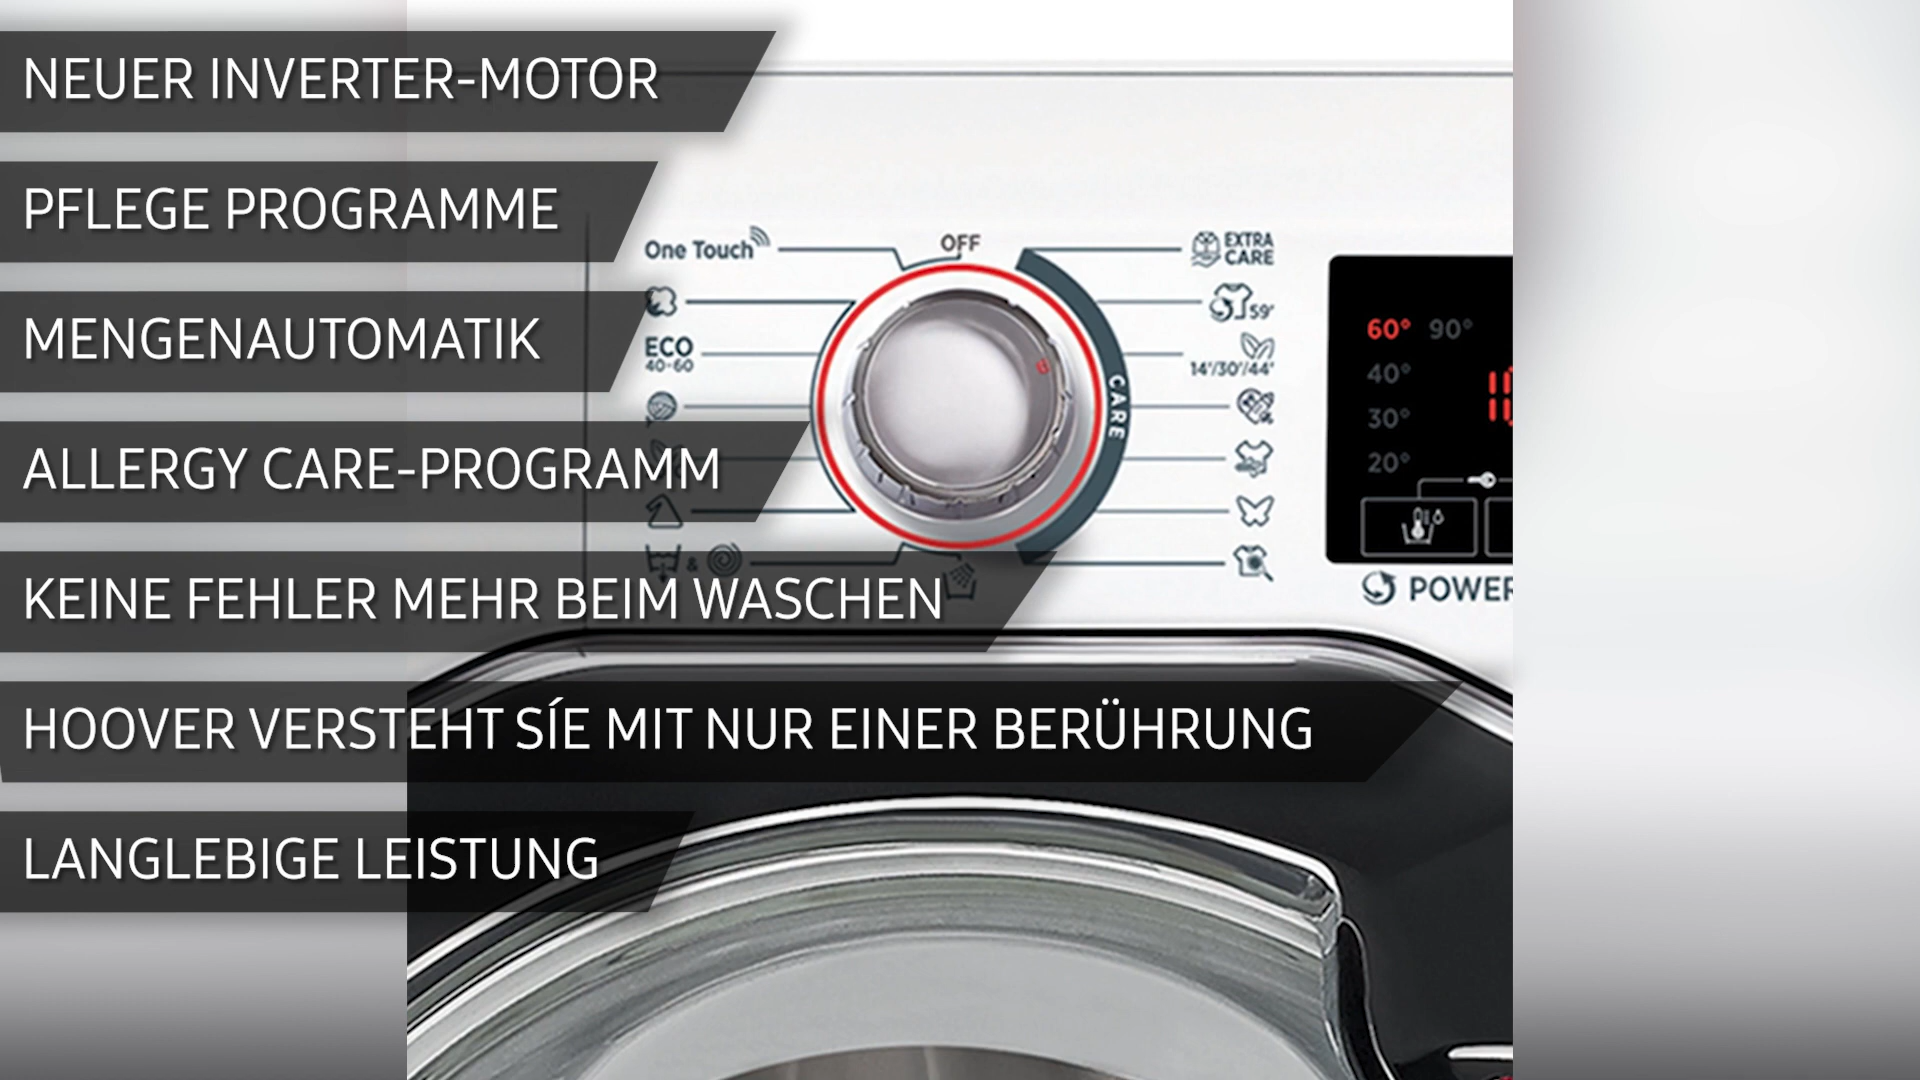 NEUER INVERTER-MOTOR
PFLEGE PROGRAMME
MENGENAUTOMATIK
ALLERGY CARE-PROGRAMM
KEINE FEHLER MEHR BEIM WASCHEN
HOOVER VERSTEHT SÍE MIT NUR EINER BERÜHRUNG
LANGLEBIGE LEISTUNG
One Touch
OFF
EXTRA
CARE
59'
ECO
40-60
14'/30'/44'
CARE
&
60° 90°
40°
30°
20°
POWER